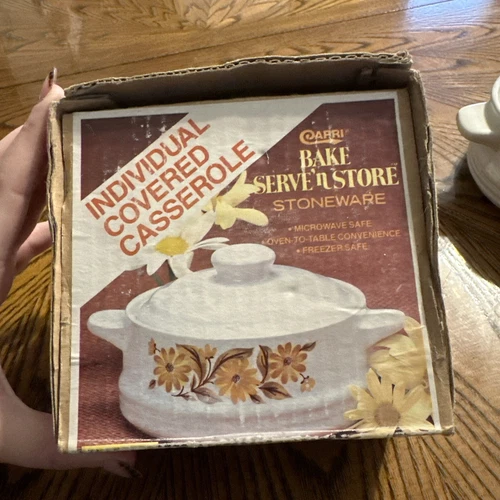 INDIVIDUAL
COVERED
CASSEROLE
CAPRI
BAKE
SERVE 'n STORE
STONEWARE
• MICROWAVE SAFE
• OVEN-TO-TABLE CONVENIENCE
• FREEZER SAFE